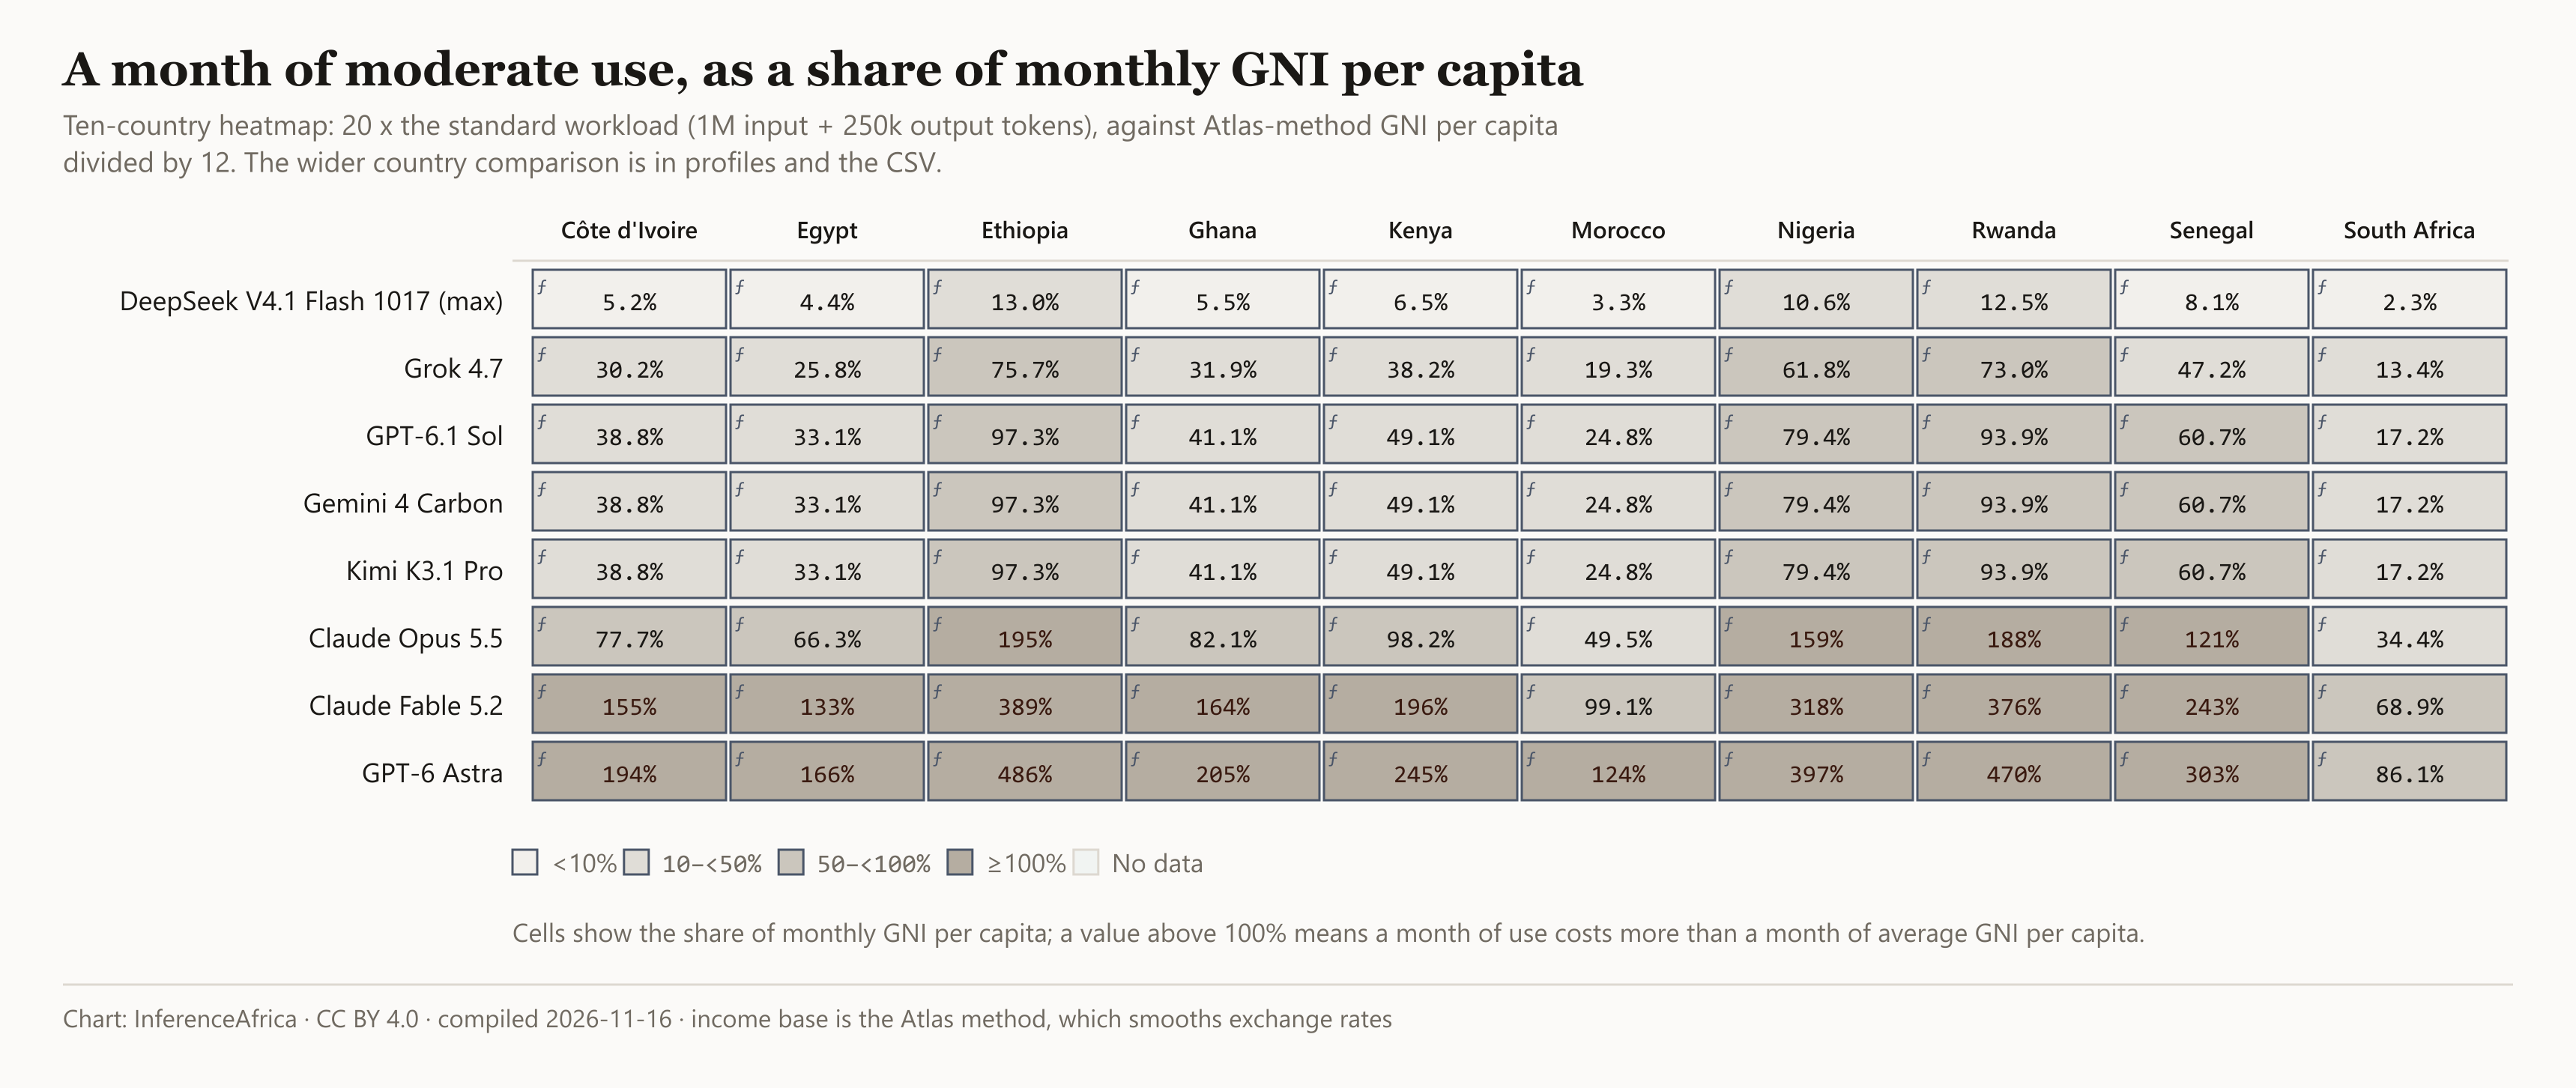 A month of moderate use, as a share of monthly GNI per capita
Ten-country heatmap: 20 x the standard workload (1M input + 250k output tokens), against Atlas-method GNI per capita
divided by 12. The wider country comparison is in profiles and the CSV.
Côte d'Ivoire Egypt Ethiopia Ghana Kenya Morocco Nigeria Rwanda Senegal South Africa
DeepSeek V4.1 Flash 1017 (max) ƒ 5.2% ƒ 4.4% ƒ 13.0% ƒ 5.5% ƒ 6.5% ƒ 3.3% ƒ 10.6% ƒ 12.5% ƒ 8.1% ƒ 2.3%
Grok 4.7 ƒ 30.2% ƒ 25.8% ƒ 75.7% ƒ 31.9% ƒ 38.2% ƒ 19.3% ƒ 61.8% ƒ 73.0% ƒ 47.2% ƒ 13.4%
GPT-6.1 Sol ƒ 38.8% ƒ 33.1% ƒ 97.3% ƒ 41.1% ƒ 49.1% ƒ 24.8% ƒ 79.4% ƒ 93.9% ƒ 60.7% ƒ 17.2%
Gemini 4 Carbon ƒ 38.8% ƒ 33.1% ƒ 97.3% ƒ 41.1% ƒ 49.1% ƒ 24.8% ƒ 79.4% ƒ 93.9% ƒ 60.7% ƒ 17.2%
Kimi K3.1 Pro ƒ 38.8% ƒ 33.1% ƒ 97.3% ƒ 41.1% ƒ 49.1% ƒ 24.8% ƒ 79.4% ƒ 93.9% ƒ 60.7% ƒ 17.2%
Claude Opus 5.5 ƒ 77.7% ƒ 66.3% ƒ 195% ƒ 82.1% ƒ 98.2% ƒ 49.5% ƒ 159% ƒ 188% ƒ 121% ƒ 34.4%
Claude Fable 5.2 ƒ 155% ƒ 133% ƒ 389% ƒ 164% ƒ 196% ƒ 99.1% ƒ 318% ƒ 376% ƒ 243% ƒ 68.9%
GPT-6 Astra ƒ 194% ƒ 166% ƒ 486% ƒ 205% ƒ 245% ƒ 124% ƒ 397% ƒ 470% ƒ 303% ƒ 86.1%
<10% 10–<50% 50–<100% ≥100% No data
Cells show the share of monthly GNI per capita; a value above 100% means a month of use costs more than a month of average GNI per capita.
Chart: InferenceAfrica · CC BY 4.0 · compiled 2026-11-16 · income base is the Atlas method, which smooths exchange rates